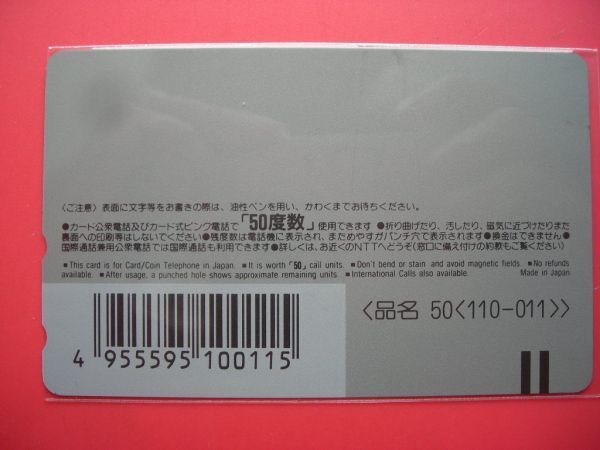 〈ご注意〉表面に文字等をお書きの際は、油性ペンを用い、かわくまでお待ちください。
●カード公衆電話及びカード式ピンク電話で「50度数」使用できます ●折り曲げたり、汚したり、磁気に近づけたりまた
裏面への印刷等はしないでください ●残度数は電話機に表示され、まためやすがパンチ穴で表示されます ●換金はできません ●
国際通話兼用公衆電話では国際通話も利用できます ●詳しくは、お近くのNTTへどうぞ(窓口に備え付けの約款もご覧ください)
■ This card is for Card/Coin Telephone in Japan. ■ It is worth「50」call units. ■ Don't bend or stain and avoid magnetic fields. ■ No refunds
available. ■ After usage, a punched hole shows approximate remaining units. ■ International Calls also available. Made in Japan
〈品名 50〈110-011〉〉
4 955595 100115